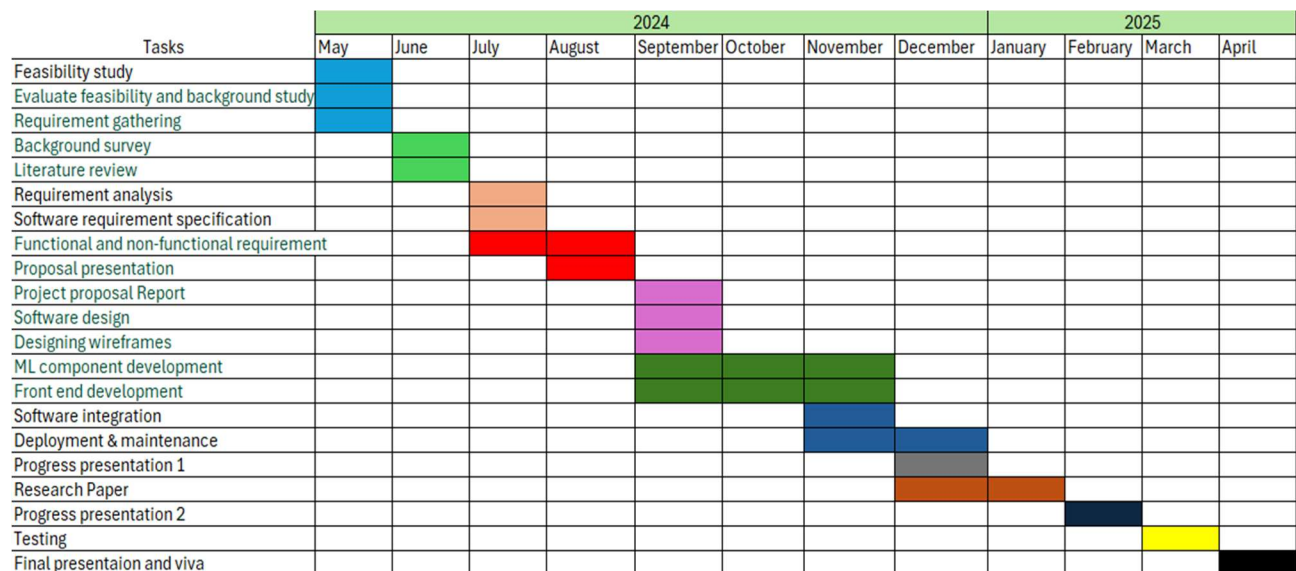 2024 2025
Tasks May June July August September October November December January February March April
Feasibility study
Evaluate feasibility and background study
Requirement gathering
Background survey
Literature review
Requirement analysis
Software requirement specification
Functional and non-functional requirement
Proposal presentation
Project proposal Report
Software design
Designing wireframes
ML component development
Front end development
Software integration
Deployment & maintenance
Progress presentation 1
Research Paper
Progress presentation 2
Testing
Final presentaion and viva